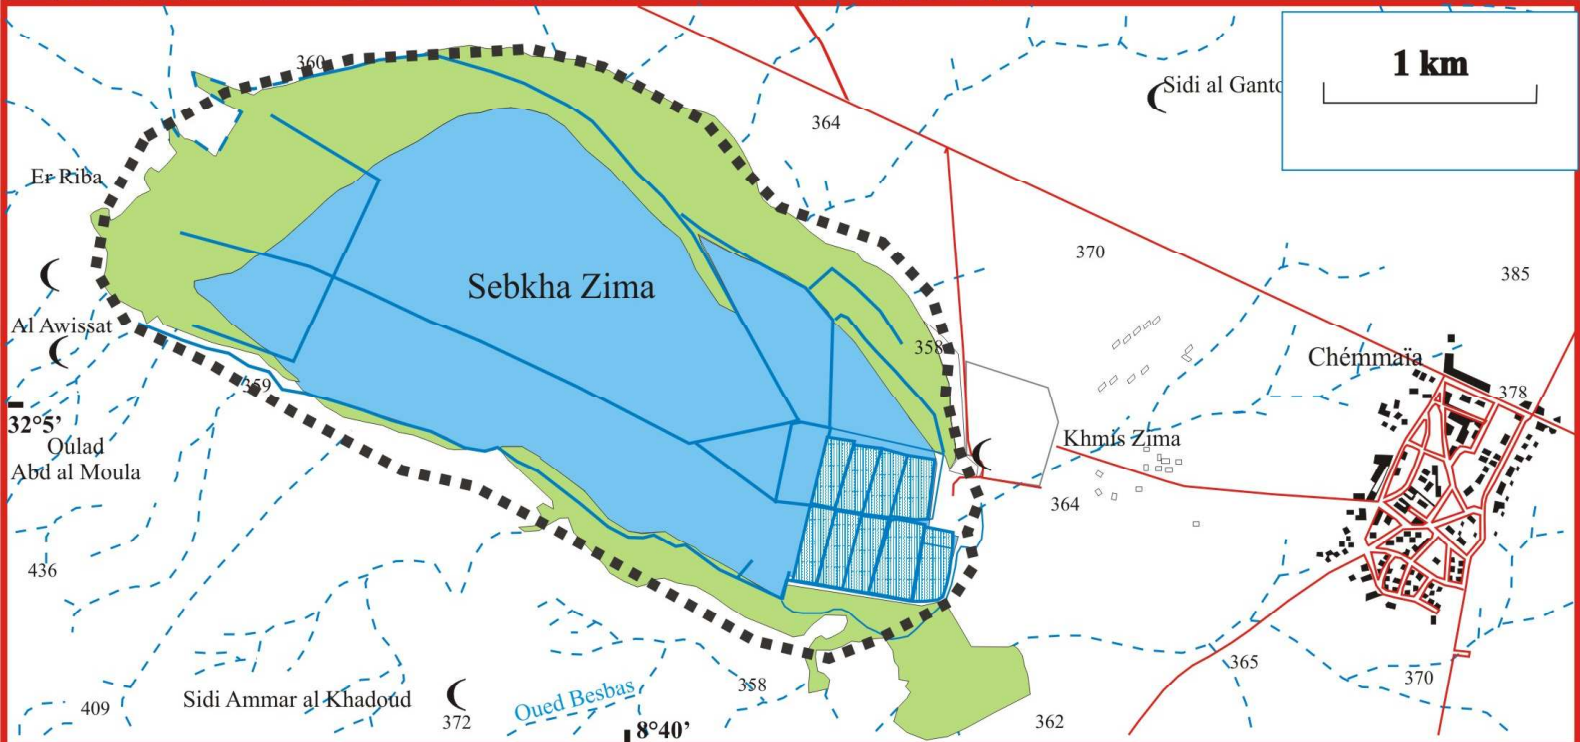 360
1 km
Sidi al Ganto
364
Er Riba
370
385
Sebkha Zima
Al Awissat
358
Chémmaïa
359
378
32°5’
Oulad
Abd al Moula
Khmis Zima
364
436
365
370
358
Sidi Ammar al Khadoud
Oued Besbas
409
372
362
8°40’